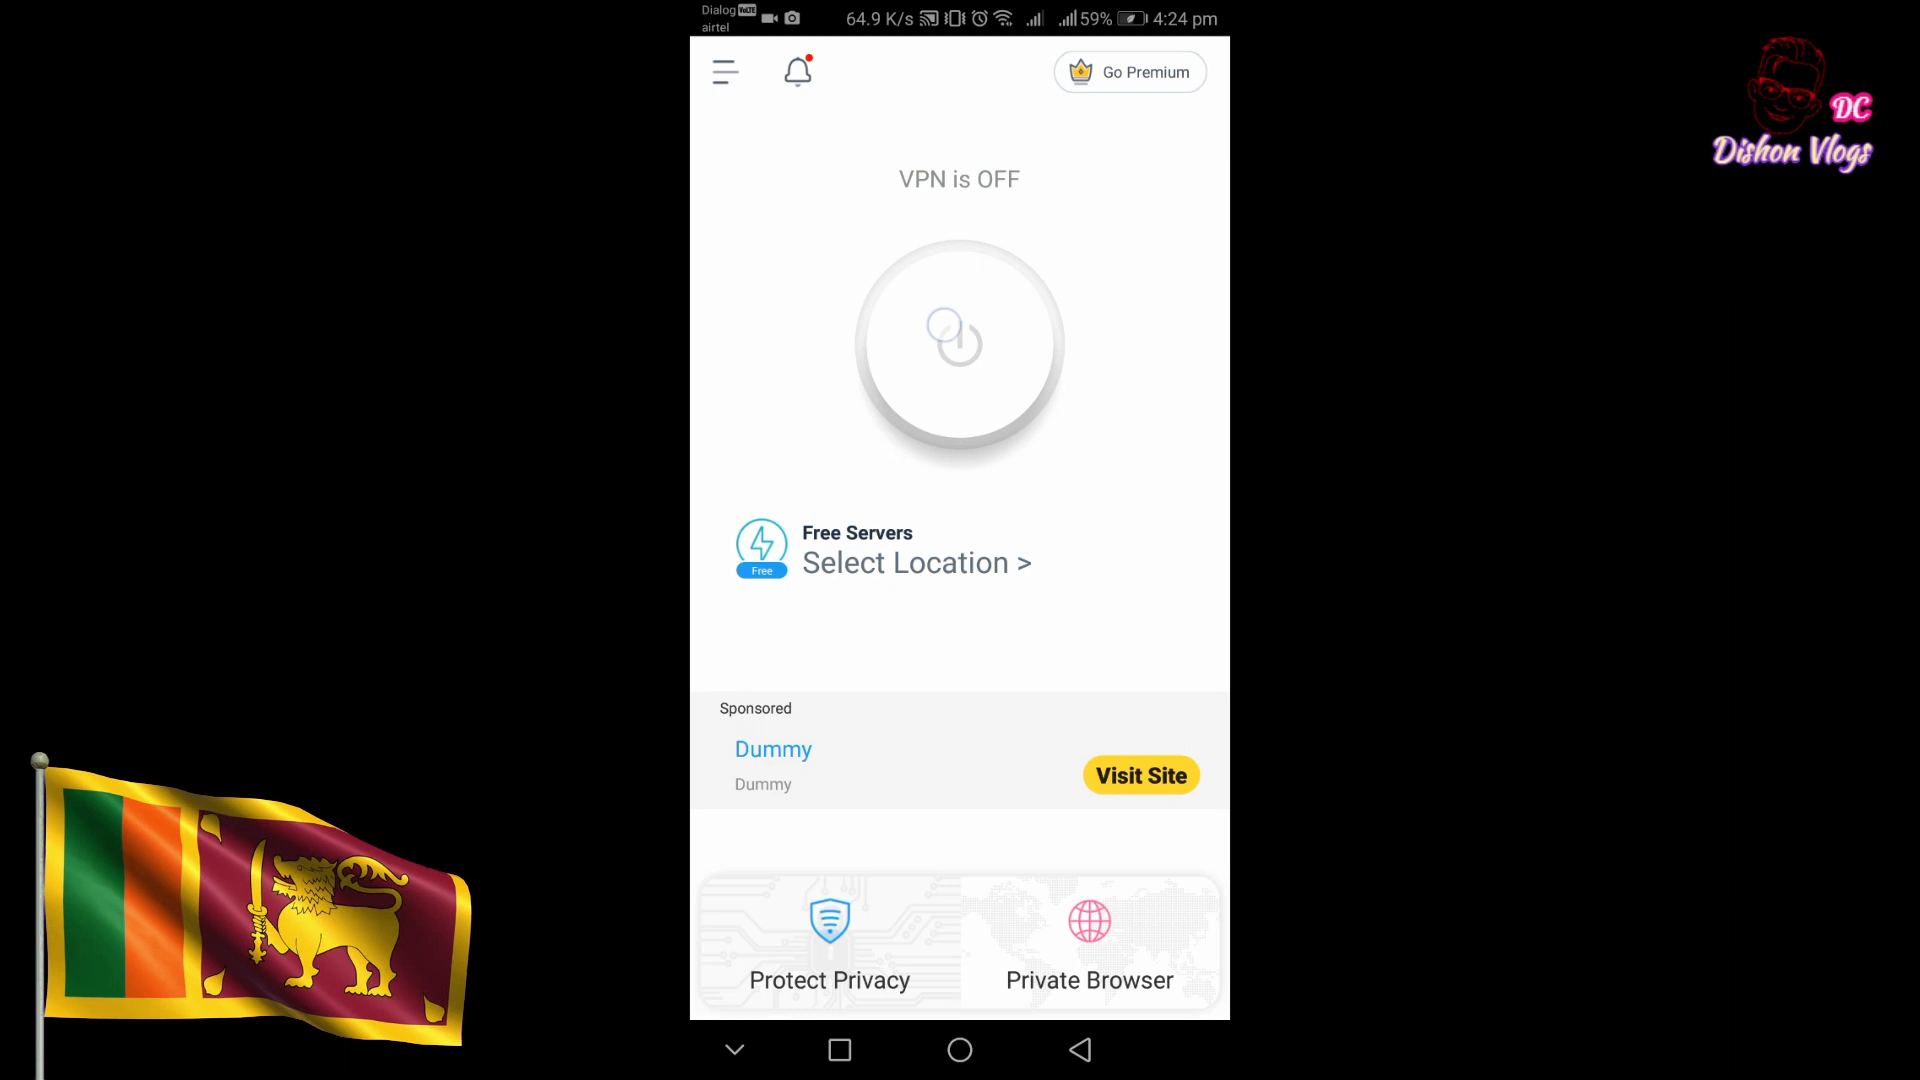 Dialog VoLTE
airtel
64.9 K/s 59% 4:24 pm
Go Premium
DC
Dishon Vlogs
VPN is OFF
Free Servers
Free
Select Location >
Sponsored
Dummy
Dummy
Visit Site
Protect Privacy
Private Browser